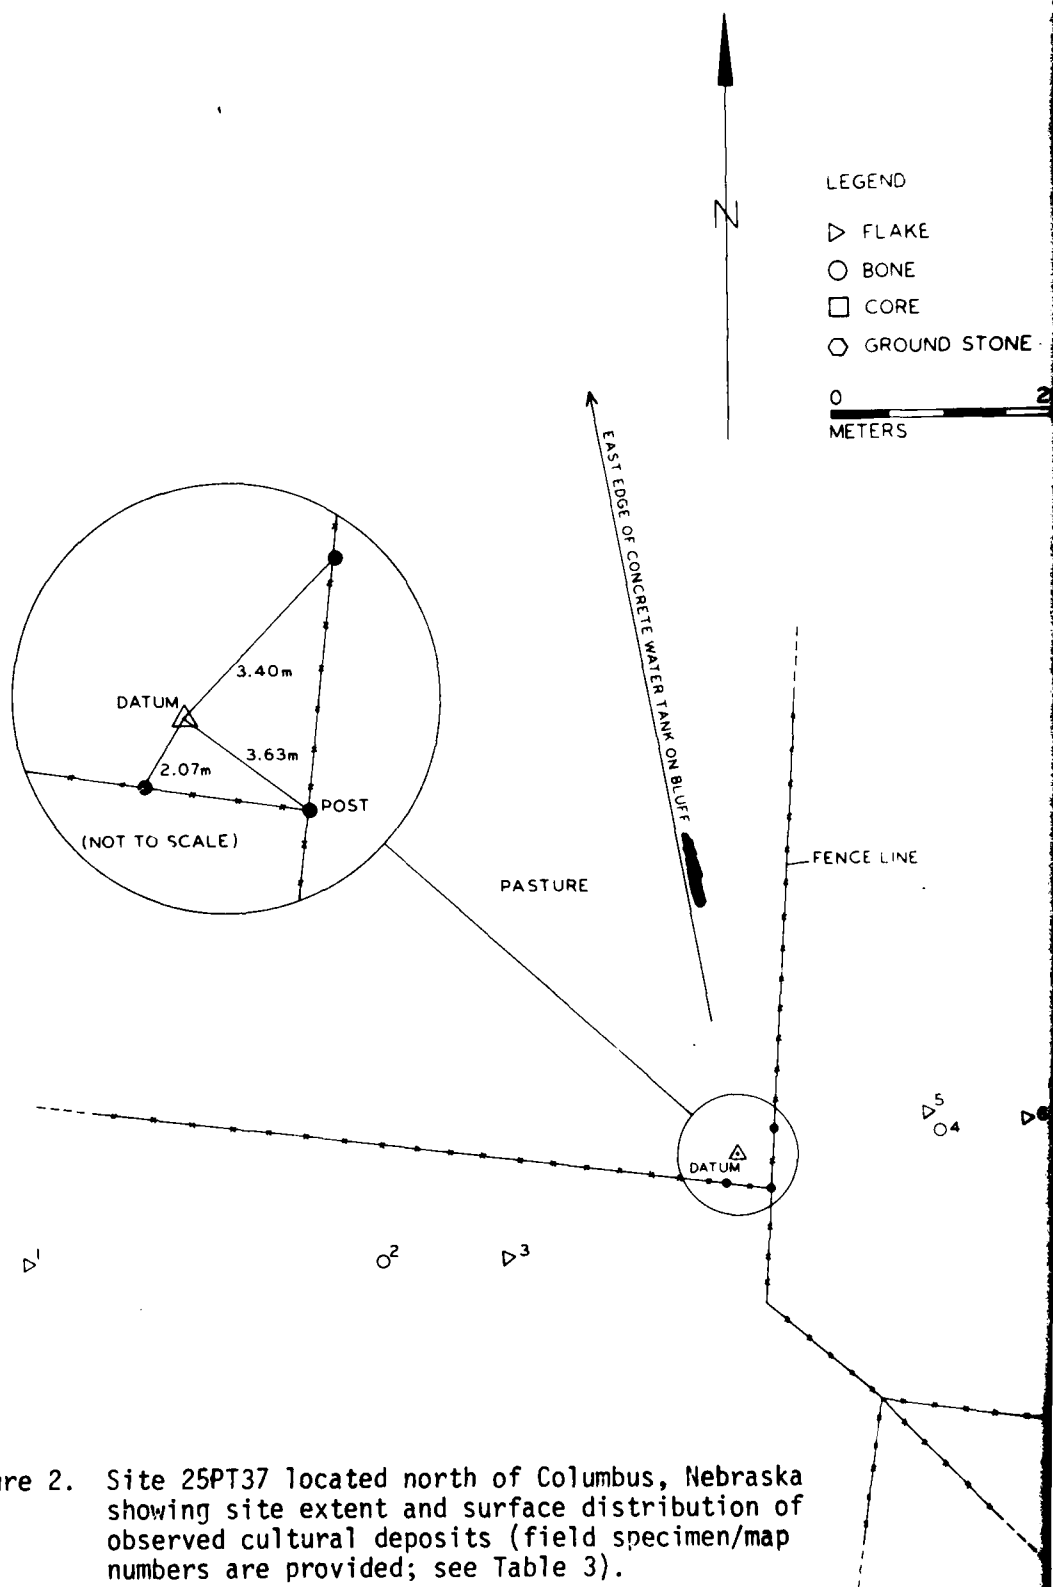 N
LEGEND
FLAKE
BONE
CORE
GROUND STONE
0 2
METERS
EAST EDGE OF CONCRETE WATER TANK ON BLUFF
3.40m
DATUM
3.63m
2.07m
POST
(NOT TO SCALE)
FENCE LINE
PASTURE
5
4
DATUM
1
2
3
re 2. Site 25PT37 located north of Columbus, Nebraska
showing site extent and surface distribution of
observed cultural deposits (field specimen/map
numbers are provided; see Table 3).